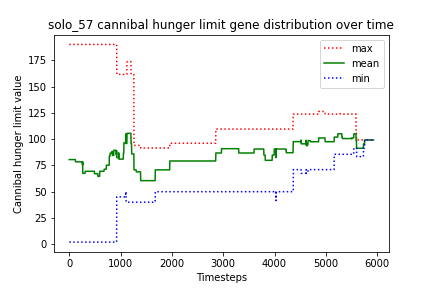 solo_57 cannibal hunger limit gene distribution over time
max
mean
min
Cannibal hunger limit value
175
150
125
100
75
50
25
0
0 1000 2000 3000 4000 5000 6000
Timesteps